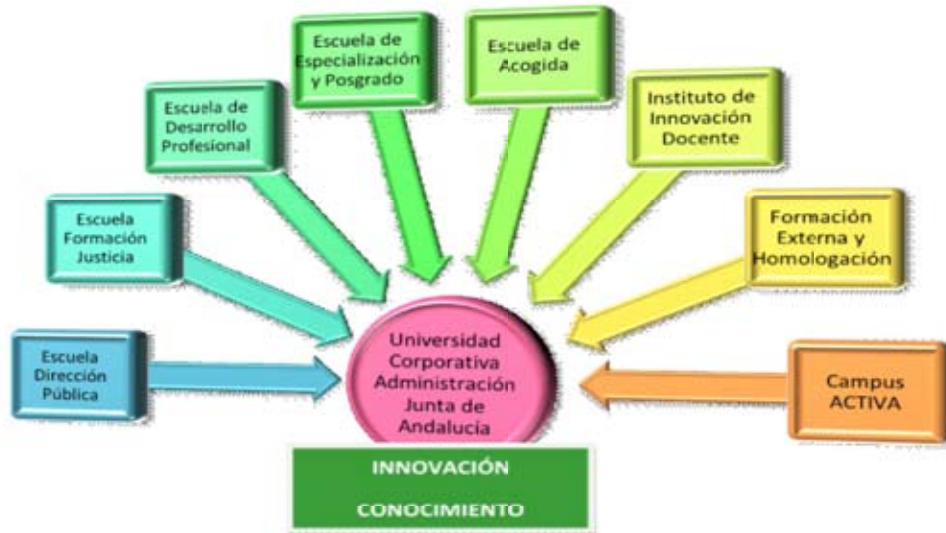 Escuela
Dirección
Pública
Escuela
Formación
Justicia
Escuela de
Desarrollo
Profesional
Escuela de
Especialización
y Posgrado
Escuela de
Acogida
Instituto de
Innovación
Docente
Formación
Externa y
Homologación
Campus
ACTIVA
Universidad
Corporativa
Administración
Junta de
Andalucía
INNOVACIÓN
CONOCIMIENTO